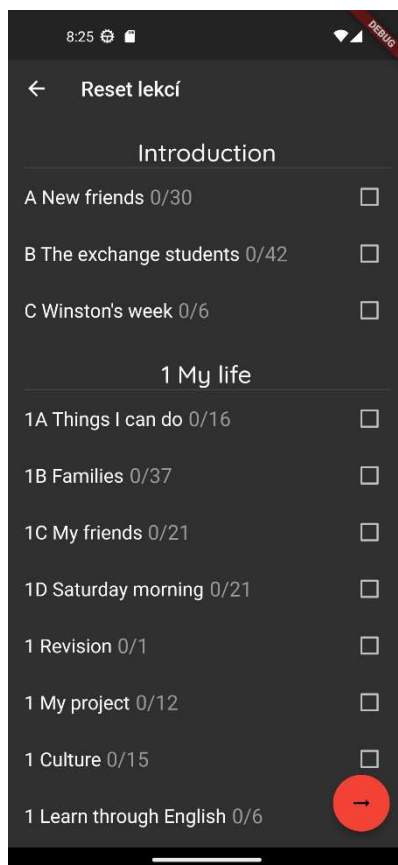 8:25
DEBUG
Reset lekcí
Introduction
A New friends 0/30
B The exchange students 0/42
C Winston's week 0/6
1 My life
1A Things I can do 0/16
1B Families 0/37
1C My friends 0/21
1D Saturday morning 0/21
1 Revision 0/1
1 My project 0/12
1 Culture 0/15
1 Learn through English 0/6